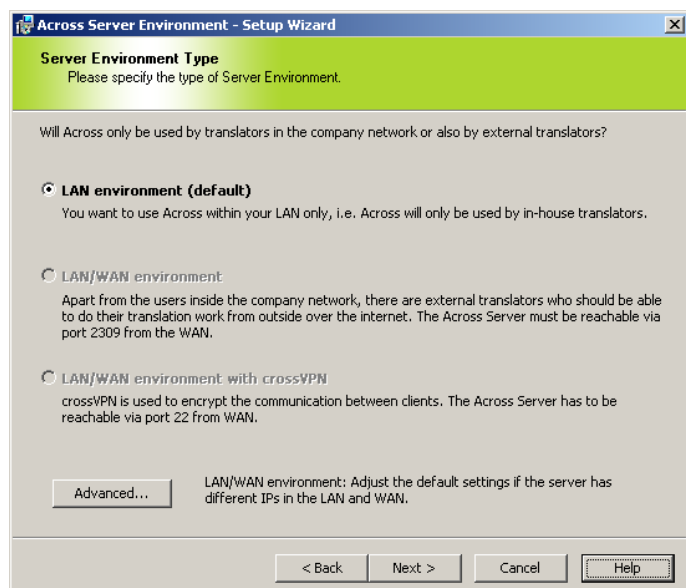 Across Server Environment - Setup Wizard
Server Environment Type
Please specify the type of Server Environment.
Will Across only be used by translators in the company network or also by external translators?
LAN environment (default)
You want to use Across within your LAN only, i.e. Across will only be used by in-house translators.
LAN/WAN environment
Apart from the users inside the company network, there are external translators who should be able
to do their translation work from outside over the internet. The Across Server must be reachable via
port 2309 from the WAN.
LAN/WAN environment with crossVPN
crossVPN is used to encrypt the communication between clients. The Across Server has to be
reachable via port 22 from WAN.
Advanced...
LAN/WAN environment: Adjust the default settings if the server has
different IPs in the LAN and WAN.
< Back
Next >
Cancel
Help